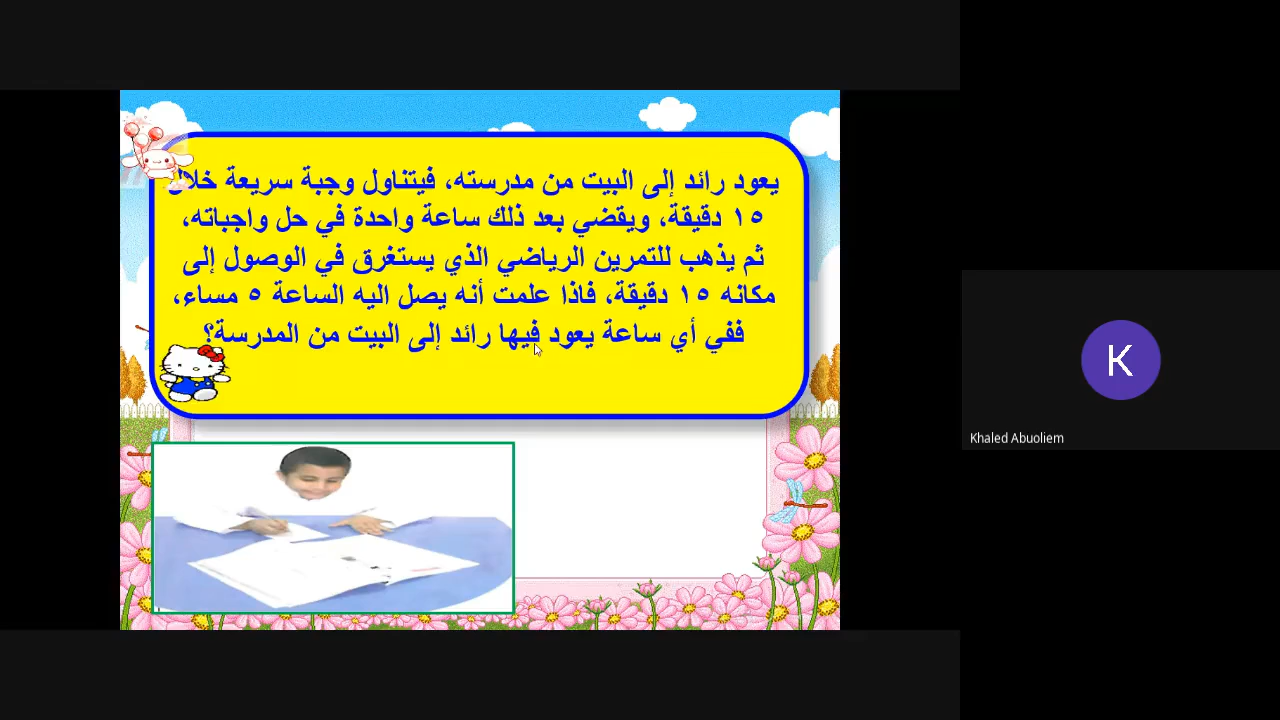 يعود رائد إلى البيت من مدرسته، فيتناول وجبة سريعة خلال
١٥ دقيقة، ويقضي بعد ذلك ساعة واحدة في حل واجباته،
ثم يذهب للتمرين الرياضي الذي يستغرق في الوصول إلى
مكانه ١٥ دقيقة، فاذا علمت أنه يصل اليه الساعة ٥ مساء،
ففي أي ساعة يعود فيها رائد إلى البيت من المدرسة؟
K
Khaled Abuoliem